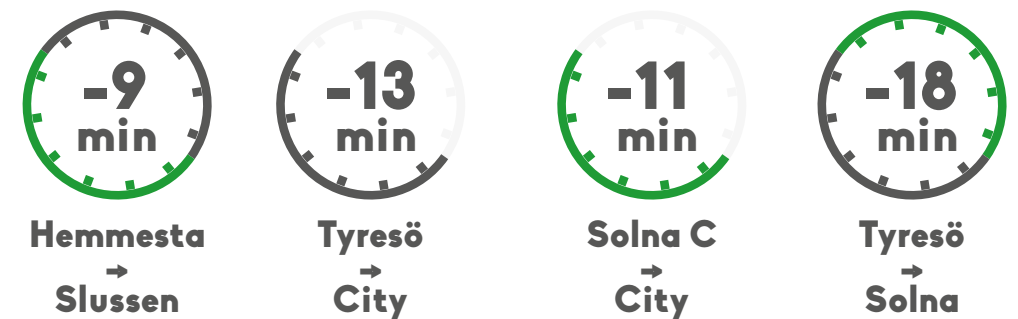 -9
min
Hemmesta
→
Slussen
-13
min
Tyresö
→
City
-11
min
Solna C
→
City
-18
min
Tyresö
→
Solna